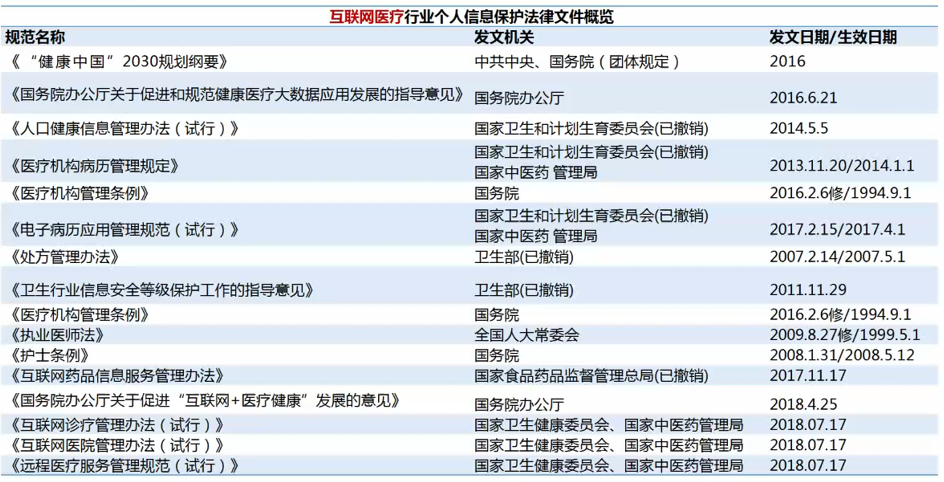 互联网医疗行业个人信息保护法律文件概览
规范名称 发文机关 发文日期/生效日期
《“健康中国”2030规划纲要》 中共中央、国务院（团体规定） 2016
《国务院办公厅关于促进和规范健康医疗大数据应用发展的指导意见》 国务院办公厅 2016.6.21
《人口健康信息管理办法（试行）》 国家卫生和计划生育委员会(已撤销) 2014.5.5
《医疗机构病历管理规定》 国家卫生和计划生育委员会(已撤销) 2013.11.20/2014.1.1
国家中医药 管理局
《医疗机构管理条例》 国务院 2016.2.6修/1994.9.1
《电子病历应用管理规范（试行）》 国家卫生和计划生育委员会(已撤销) 2017.2.15/2017.4.1
国家中医药 管理局
《处方管理办法》 卫生部(已撤销) 2007.2.14/2007.5.1
《卫生行业信息安全等级保护工作的指导意见》 卫生部(已撤销) 2011.11.29
《医疗机构管理条例》 国务院 2016.2.6修/1994.9.1
《执业医师法》 全国人大常委会 2009.8.27修/1999.5.1
《护士条例》 国务院 2008.1.31/2008.5.12
《互联网药品信息服务管理办法》 国家食品药品监督管理总局(已撤销) 2017.11.17
《国务院办公厅关于促进“互联网+医疗健康”发展的意见》 国务院办公厅 2018.4.25
《互联网诊疗管理办法（试行）》 国家卫生健康委员会、国家中医药管理局 2018.07.17
《互联网医院管理办法（试行）》 国家卫生健康委员会、国家中医药管理局 2018.07.17
《远程医疗服务管理规范（试行）》 国家卫生健康委员会、国家中医药管理局 2018.07.17